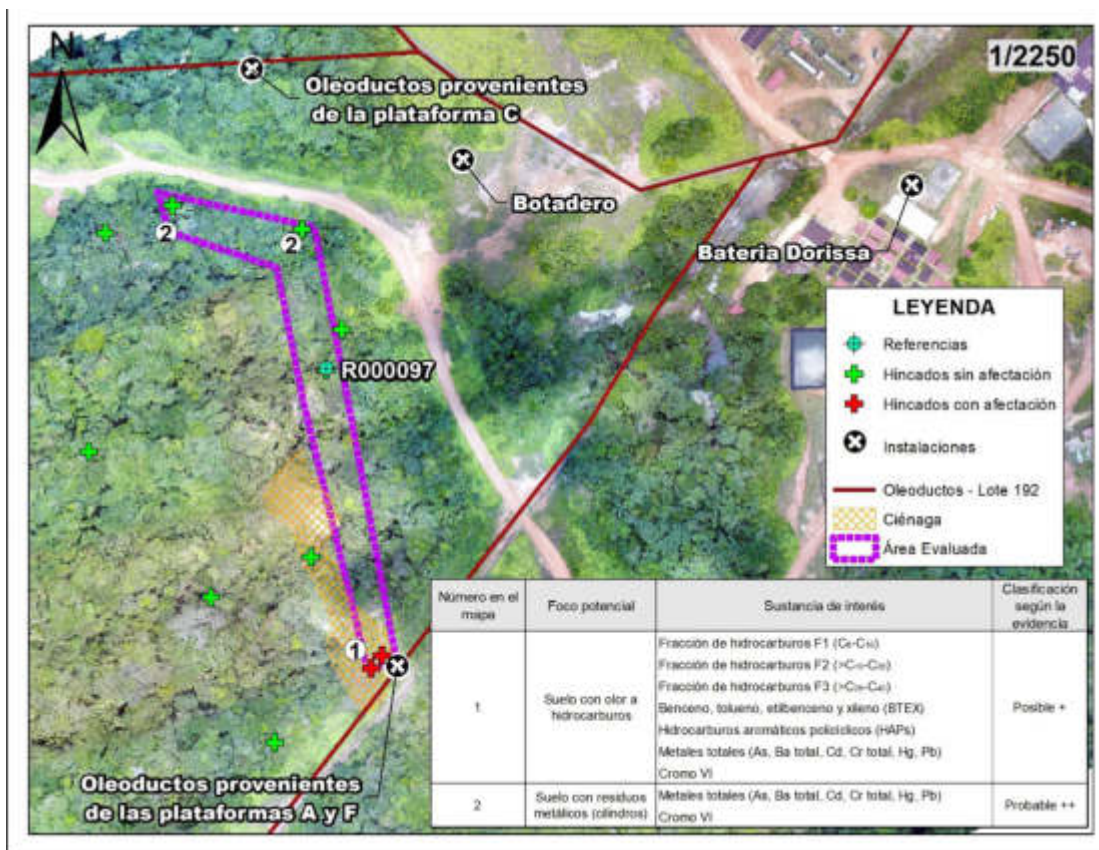 N
1/2250
Oleoductos provenientes
de la plataforma C
Botadero
Bateria Dorissa
2
2
R000097
1
Oleoductos provenientes
de las plataformas A y F
LEYENDA
Referencias
Hincados sin afectación
Hincados con afectación
Instalaciones
Oleoductos - Lote 192
Ciénaga
Área Evaluada
Número en el mapa
Foco potencial
Sustancia de interés
Clasificación según la evidencia
1
Suelo con olor a hidrocarburos
Fracción de hidrocarburos F1 (C₆-C₁₀)
Fracción de hidrocarburos F2 (>C₁₀-C₂₈)
Fracción de hidrocarburos F3 (>C₂₈-C₄₀)
Benceno, tolueno, etilbenceno y xileno (BTEX)
Hidrocarburos aromáticos policíclicos (HAPs)
Metales totales (As, Ba total, Cd, Cr total, Hg, Pb)
Cromo VI
Posible +
2
Suelo con residuos metálicos (cilindros)
Metales totales (As, Ba total, Cd, Cr total, Hg, Pb)
Cromo VI
Probable ++